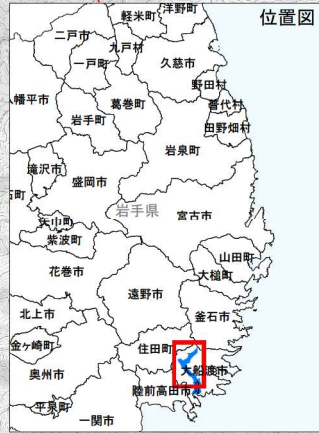 位置図
洋野町
軽米町
二戸市
九戸村
一戸町
久慈市
野田村
葛巻町
普代村
八幡平市
岩手町
田野畑村
岩泉町
滝沢市
盛岡市
石町
岩手県
宮古市
矢巾町
紫波町
山田町
大槌町
花巻市
遠野市
釜石市
北上市
住田町
金ヶ崎町
大船渡市
奥州市
陸前高田市
平泉町
一関市